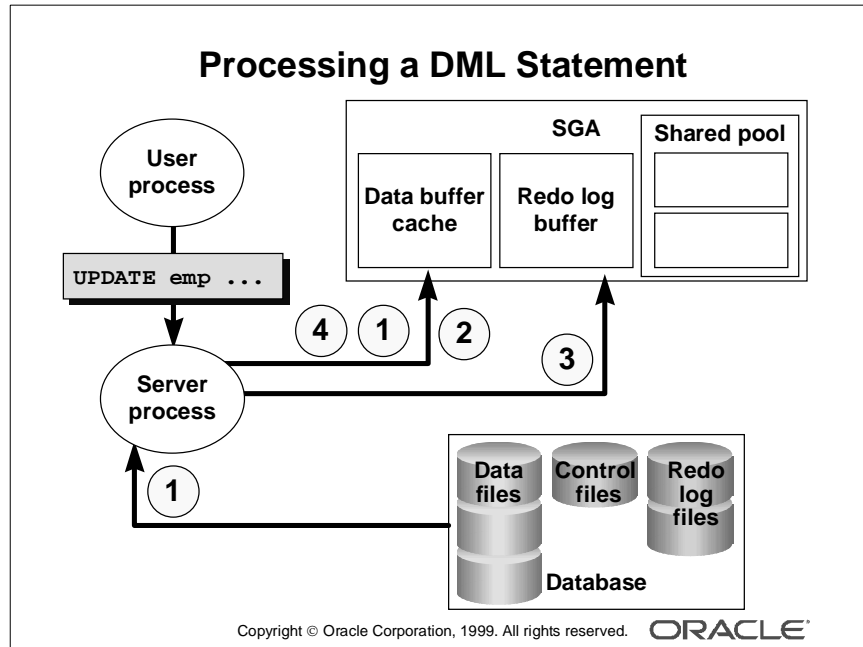 Processing a DML Statement
User
process
UPDATE emp ...
Server
process
SGA
Shared pool
Data buffer
cache
Redo log
buffer
4 1 2
3
1
Data
files
Control
files
Redo
log
files
Database
Copyright © Oracle Corporation, 1999. All rights reserved. ORACLE®